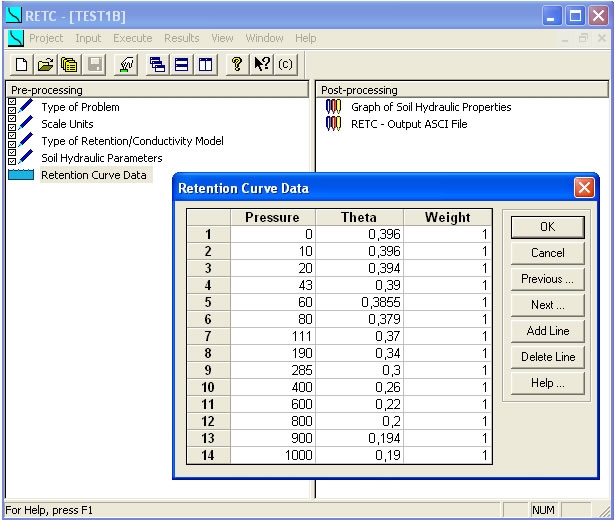 RETC - [TEST1B]
Project Input Execute Results View Window Help
? ? (c)
Pre-processing
Type of Problem
Scale Units
Type of Retention/Conductivity Model
Soil Hydraulic Parameters
Retention Curve Data
Post-processing
Graph of Soil Hydraulic Properties
RETC - Output ASCI File
Retention Curve Data
Pressure Theta Weight
1 0 0,396 1
2 10 0,396 1
3 20 0,394 1
4 43 0,39 1
5 60 0,3855 1
6 80 0,379 1
7 111 0,37 1
8 190 0,34 1
9 285 0,3 1
10 400 0,26 1
11 600 0,22 1
12 800 0,2 1
13 900 0,194 1
14 1000 0,19 1
OK
Cancel
Previous ...
Next ...
Add Line
Delete Line
Help ...
For Help, press F1
NUM